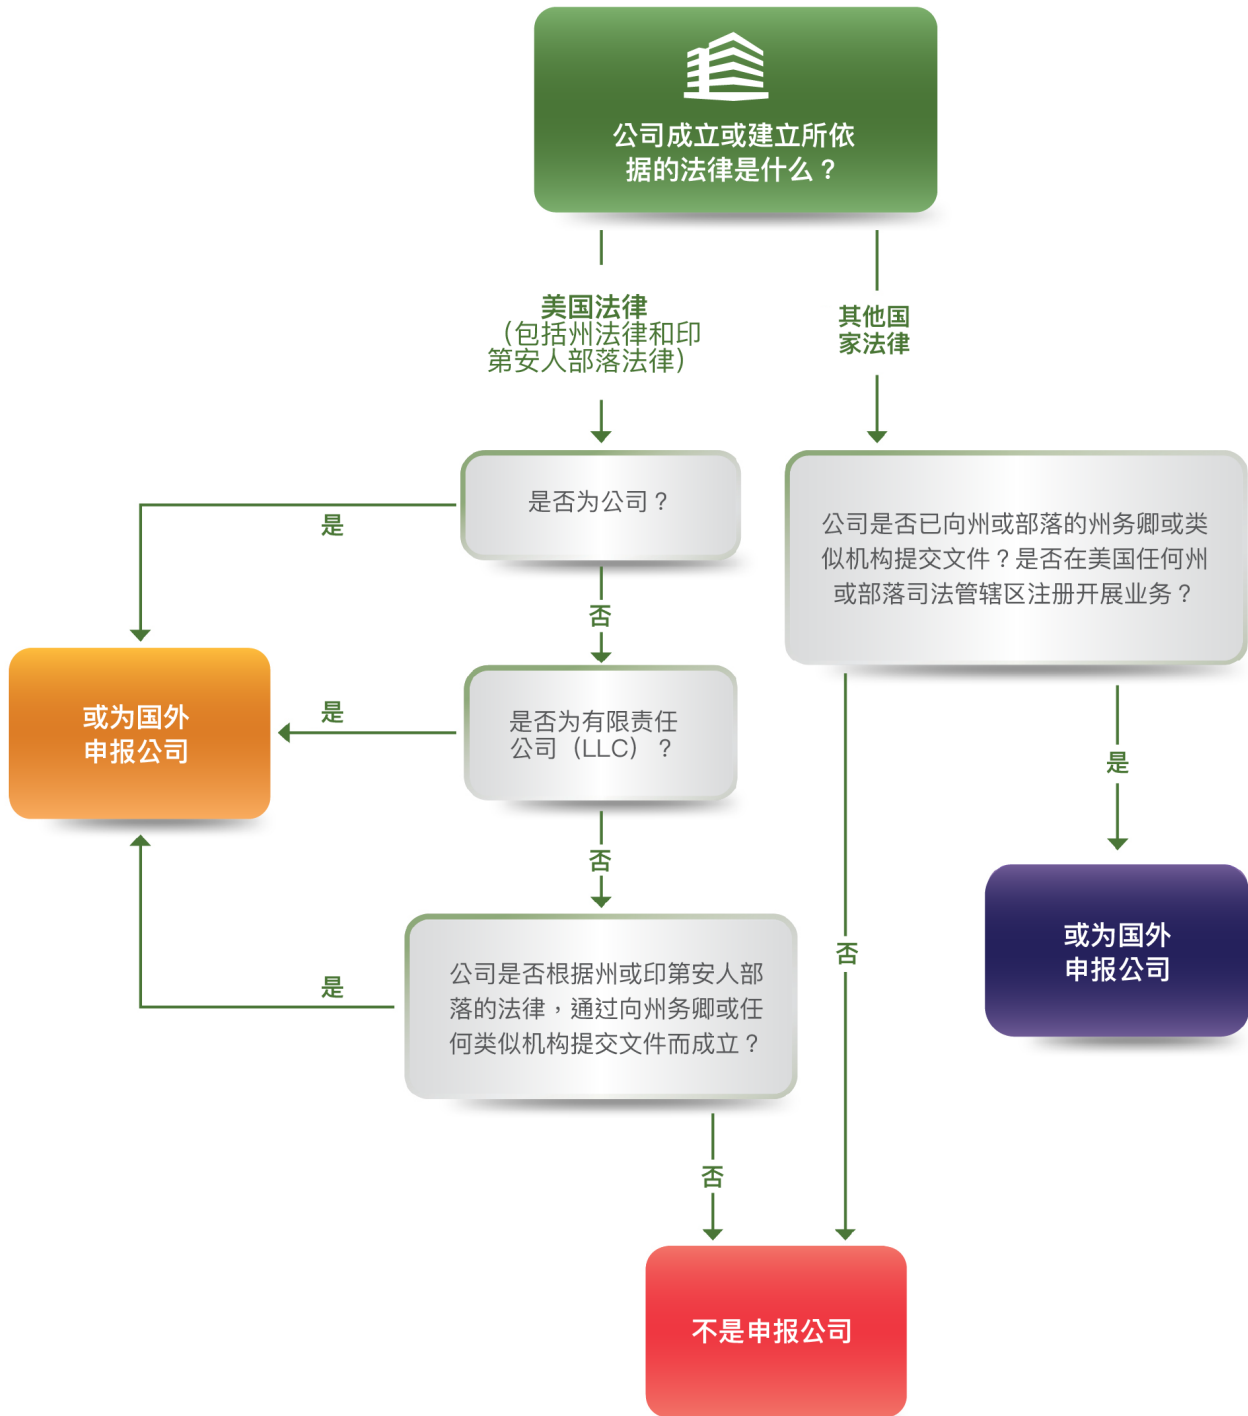 公司成立或建立所依
据的法律是什么？
美国法律
（包括州法律和印
第安人部落法律）
其他国
家法律
是否为公司？
是
公司是否已向州或部落的州务卿或类
似机构提交文件？是否在美国任何州
或部落司法管辖区注册开展业务？
否
是否为有限责任
公司（LLC）？
是
或为国外
申报公司
是
否
公司是否根据州或印第安人部
落的法律，通过向州务卿或任
何类似机构提交文件而成立？
是
否
或为国外
申报公司
否
不是申报公司